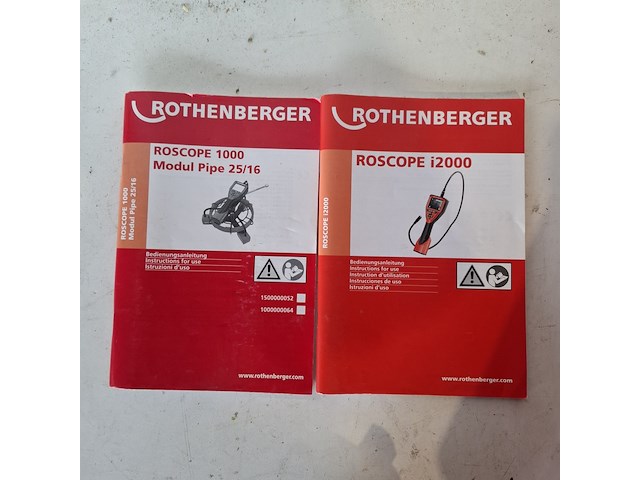 ROTHENBERGER
ROSCOPE 1000
Modul Pipe 25/16
ROSCOPE 1000
Modul Pipe 25/16
Bedienungsanleitung
Instructions for use
Istruzioni d'uso
1500000052
1000000064
www.rothenberger.com
ROTHENBERGER
ROSCOPE i2000
ROSCOPE i2000
Bedienungsanleitung
Instructions for use
Instruction d'utilisation
Instrucciones de uso
Istruzioni d'uso
www.rothenberger.com